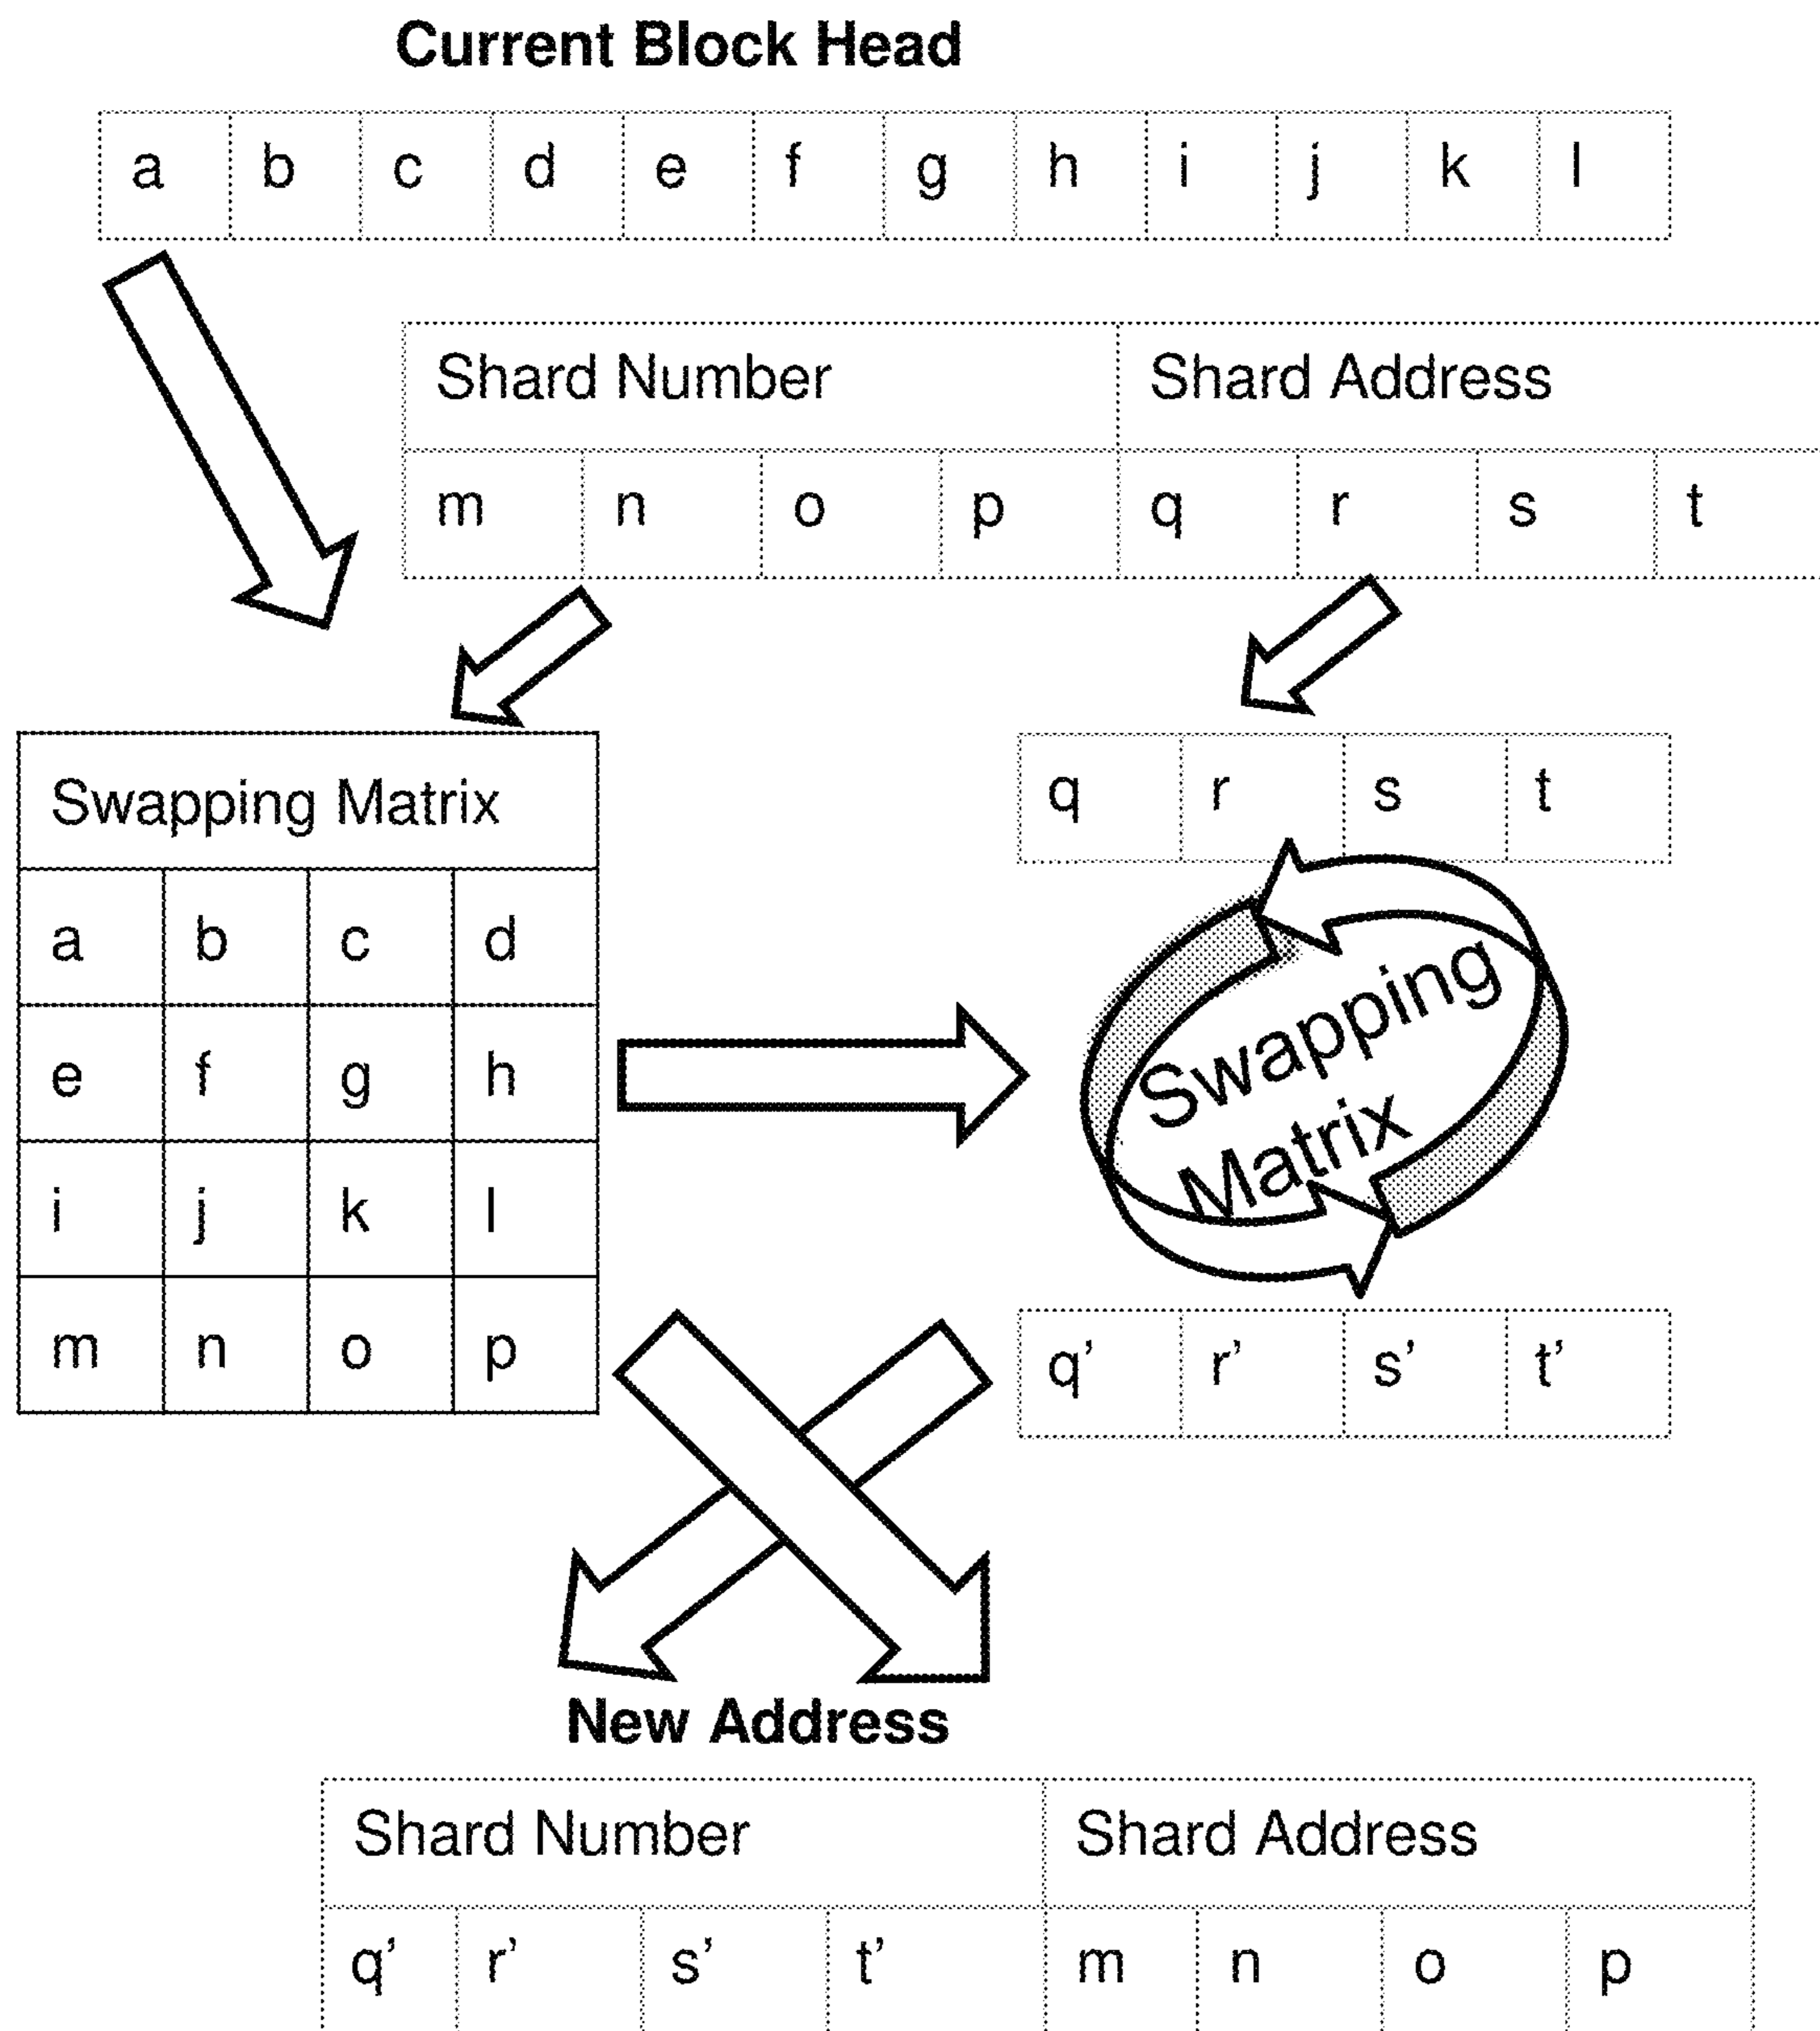 Current Block Head
a b c d e f g h i j k l
Shard Number Shard Address
m n o p q r s t
Swapping Matrix
a b c d
e f g h
i j k l
m n o p
q r s t
Swapping
Matrix
q’ r’ s’ t’
New Address
Shard Number Shard Address
q’ r’ s’ t’ m n o p